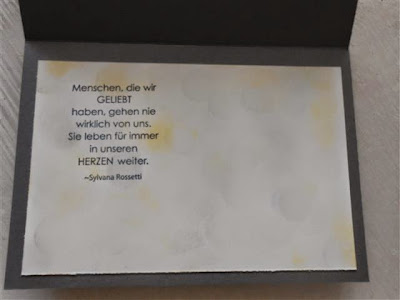 Menschen, die wir
GELIEBT
haben, gehen nie
wirklich von uns.
Sie leben für immer
in unseren
HERZEN weiter.
~Sylvana Rossetti